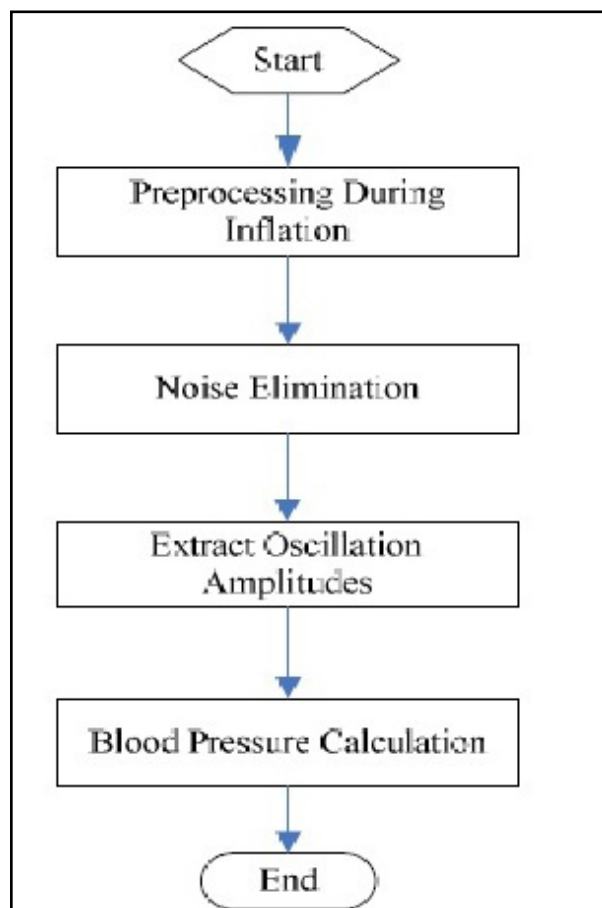 Start
Preprocessing During
Inflation
Noise Elimination
Extract Oscillation
Amplitudes
Blood Pressure Calculation
End